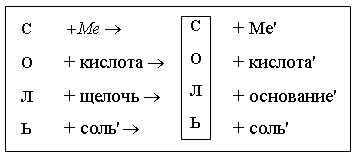 С +Me → С + Me′
О + кислота → О + кислота′
Л + щелочь → Л + основание′
Ь + соль′ → Ь + соль′